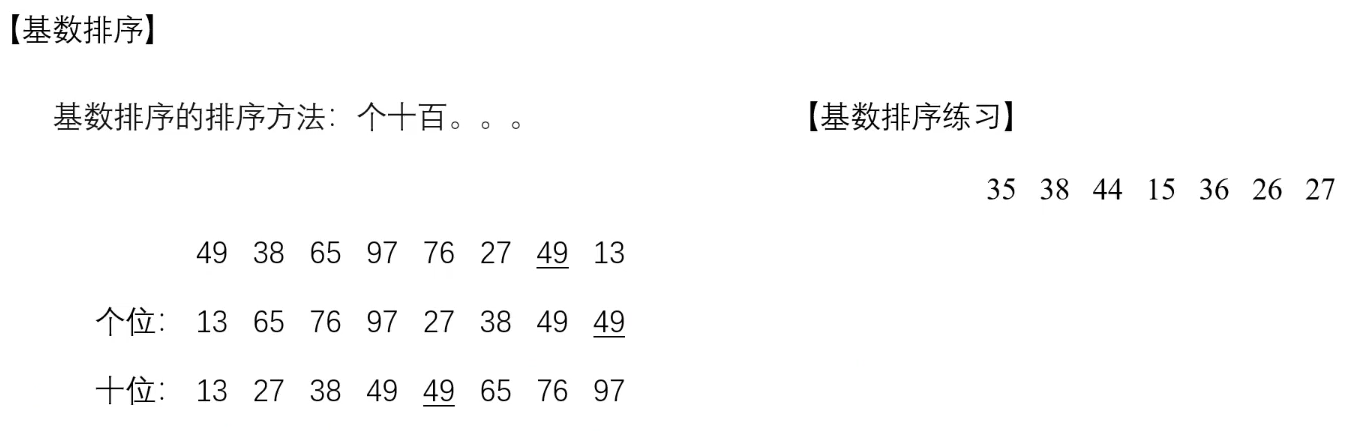 【基数排序】
基数排序的排序方法：个十百。。。
【基数排序练习】
35 38 44 15 36 26 27
49 38 65 97 76 27 49 13
个位： 13 65 76 97 27 38 49 49
十位： 13 27 38 49 49 65 76 97